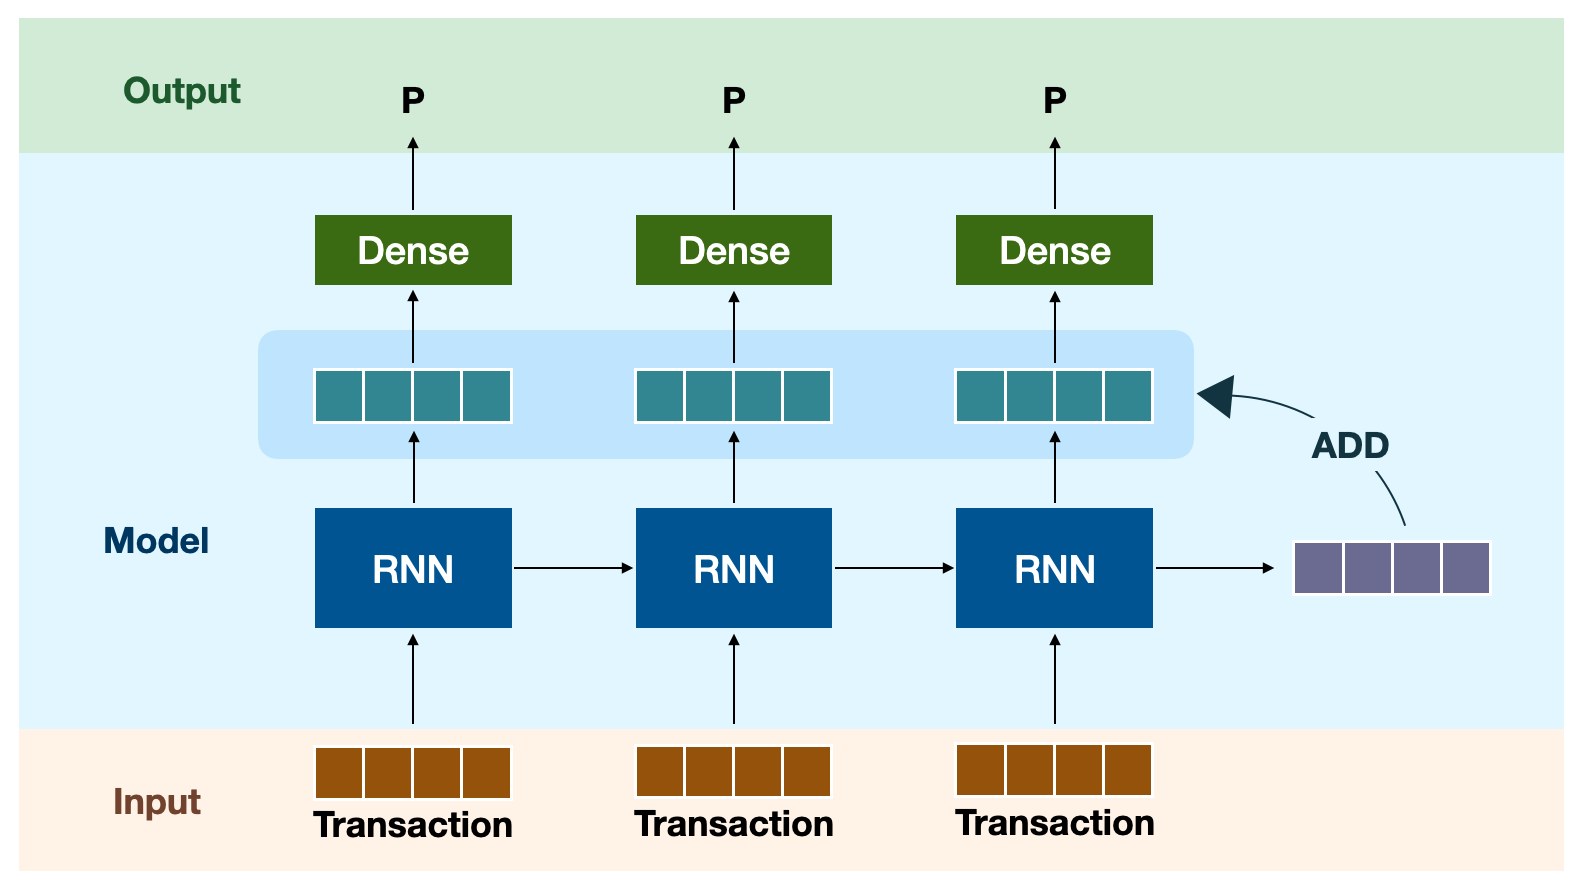 Output
P P P
Dense Dense Dense
ADD
Model
RNN RNN RNN
Input
Transaction Transaction Transaction